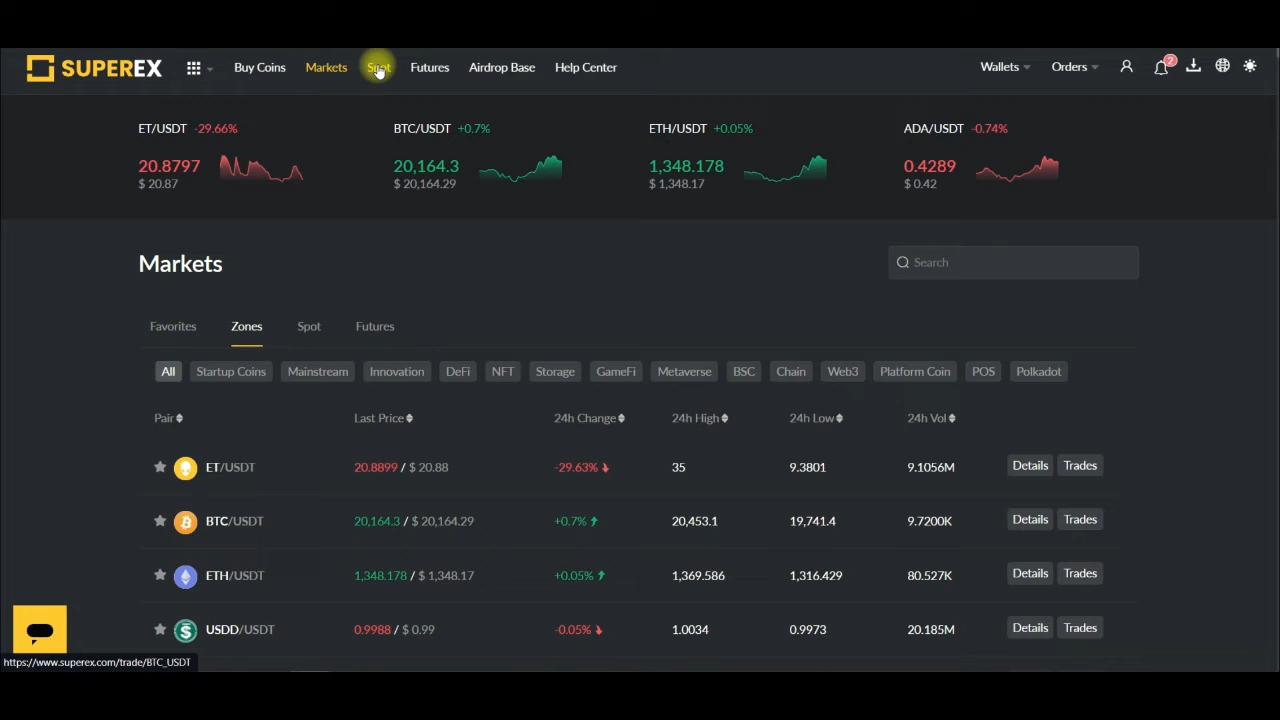 SUPEREX Buy Coins Markets Spot Futures Airdrop Base Help Center Wallets Orders 2
ET/USDT -29.66% BTC/USDT +0.7% ETH/USDT +0.05% ADA/USDT -0.74%
20.8797 20,164.3 1,348.178 0.4289
$ 20.87 $ 20,164.29 $ 1,348.17 $ 0.42
Markets Search
Favorites Zones Spot Futures
All Startup Coins Mainstream Innovation DeFi NFT Storage GameFi Metaverse BSC Chain Web3 Platform Coin POS Polkadot
Pair Last Price 24h Change 24h High 24h Low 24h Vol
ET/USDT 20.8899 / $ 20.88 -29.63% 35 9.3801 9.1056M Details Trades
BTC/USDT 20,164.3 / $ 20,164.29 +0.7% 20,453.1 19,741.4 9.7200K Details Trades
ETH/USDT 1,348.178 / $ 1,348.17 +0.05% 1,369.586 1,316.429 80.527K Details Trades
USDD/USDT 0.9988 / $ 0.99 -0.05% 1.0034 0.9973 20.185M Details Trades
https://www.superex.com/trade/BTC_USDT